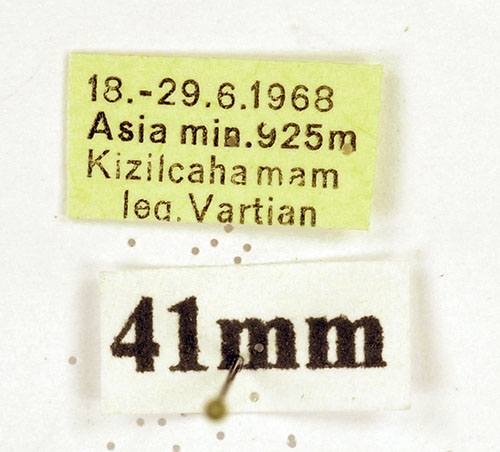 18.-29.6.1968
Asia min.925m
Kizilcahamam
leg. Vartian
41mm